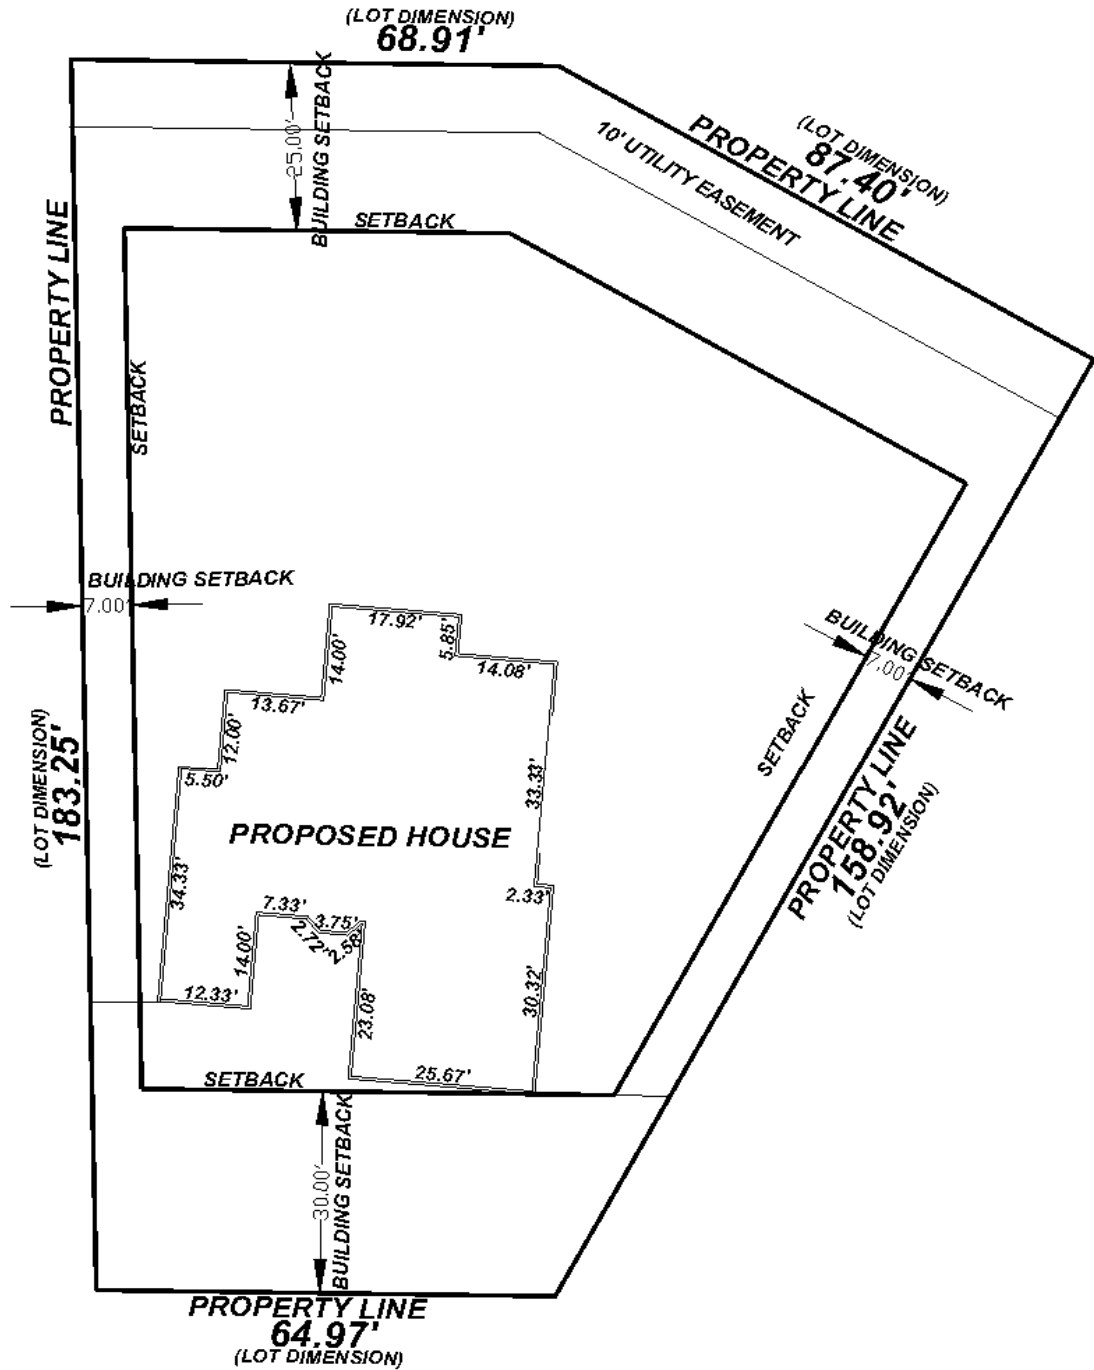 (LOT DIMENSION)
68.91'
25.00'
BUILDING SETBACK
SETBACK
10' UTILITY EASEMENT
PROPERTY LINE
87.40'
(LOT DIMENSION)
PROPERTY LINE
PROPERTY LINE
SETBACK
BUILDING SETBACK
7.00'
17.92'
5.85'
14.08'
14.00'
13.67'
12.00'
5.50'
BUILDING SETBACK
7.00'
SETBACK
PROPERTY LINE
(LOT DIMENSION)
183.25'
33.33'
PROPOSED HOUSE
34.33'
2.33'
7.33'
3.75'
2.72'
2.58'
14.00'
12.33'
23.08'
30.32'
25.67'
PROPERTY LINE
158.92'
(LOT DIMENSION)
SETBACK
30.00'
BUILDING SETBACK
PROPERTY LINE
64.97'
(LOT DIMENSION)